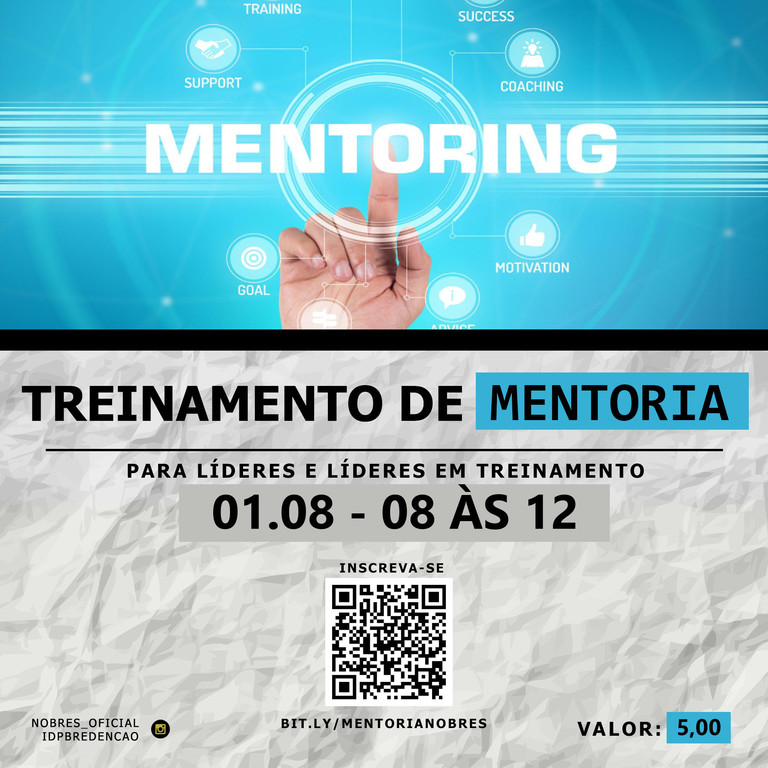 TRAINING
SUCCESS
SUPPORT
COACHING
MENTORING
MOTIVATION
GOAL
ADVICE
TREINAMENTO DE MENTORIA
PARA LÍDERES E LÍDERES EM TREINAMENTO
01.08 - 08 ÀS 12
INSCREVA-SE
BIT.LY/MENTORIANOBRES
NOBRES_OFICIAL
IDPBREDENCAO
VALOR: 5,00